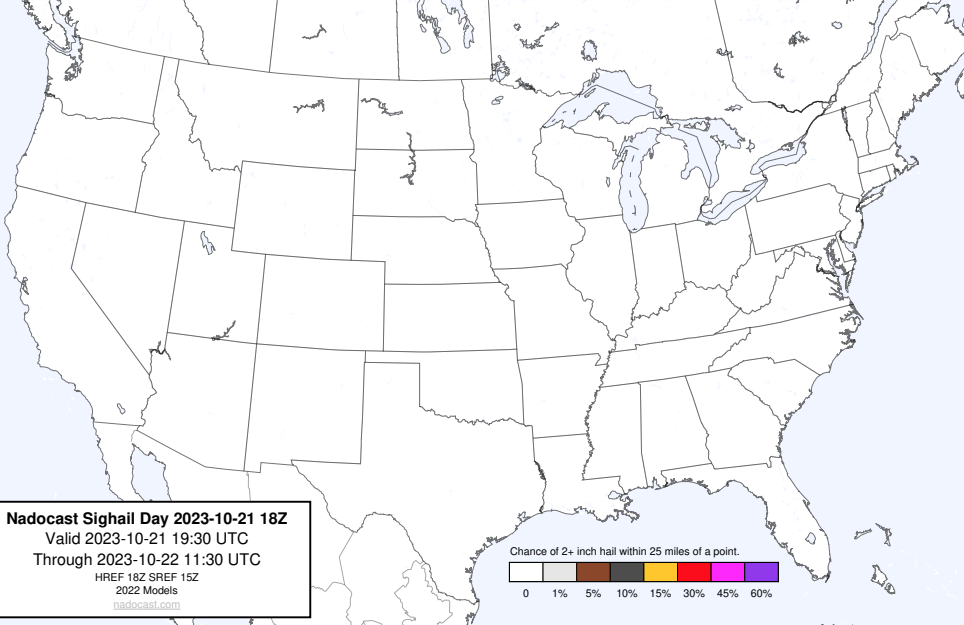 Nadocast Sighail Day 2023-10-21 18Z
Valid 2023-10-21 19:30 UTC
Through 2023-10-22 11:30 UTC
HREF 18Z SREF 15Z
2022 Models
nadocast.com
Chance of 2+ inch hail within 25 miles of a point.
0 1% 5% 10% 15% 30% 45% 60%